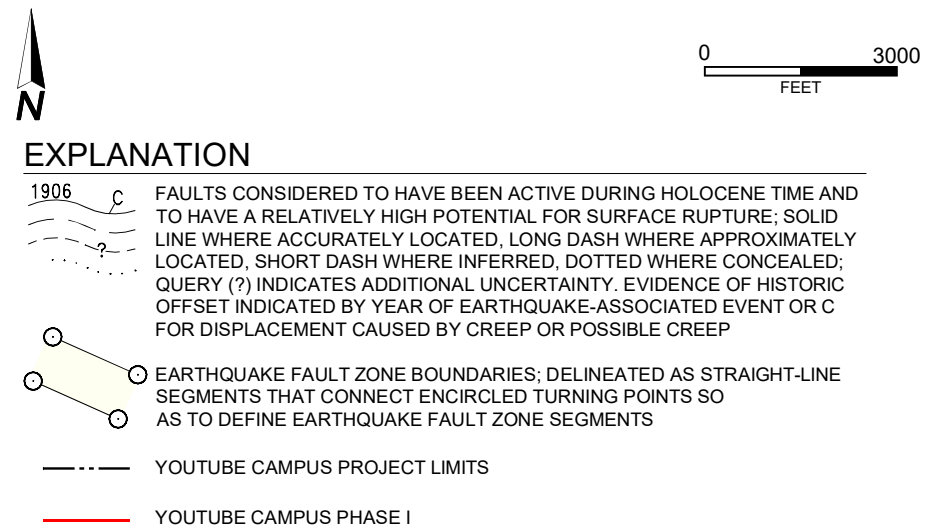 0 3000
FEET
N
EXPLANATION
1906 C
?
FAULTS CONSIDERED TO HAVE BEEN ACTIVE DURING HOLOCENE TIME AND
TO HAVE A RELATIVELY HIGH POTENTIAL FOR SURFACE RUPTURE; SOLID
LINE WHERE ACCURATELY LOCATED, LONG DASH WHERE APPROXIMATELY
LOCATED, SHORT DASH WHERE INFERRED, DOTTED WHERE CONCEALED;
QUERY (?) INDICATES ADDITIONAL UNCERTAINTY. EVIDENCE OF HISTORIC
OFFSET INDICATED BY YEAR OF EARTHQUAKE-ASSOCIATED EVENT OR C
FOR DISPLACEMENT CAUSED BY CREEP OR POSSIBLE CREEP
EARTHQUAKE FAULT ZONE BOUNDARIES; DELINEATED AS STRAIGHT-LINE
SEGMENTS THAT CONNECT ENCIRCLED TURNING POINTS SO
AS TO DEFINE EARTHQUAKE FAULT ZONE SEGMENTS
YOUTUBE CAMPUS PROJECT LIMITS
YOUTUBE CAMPUS PHASE I